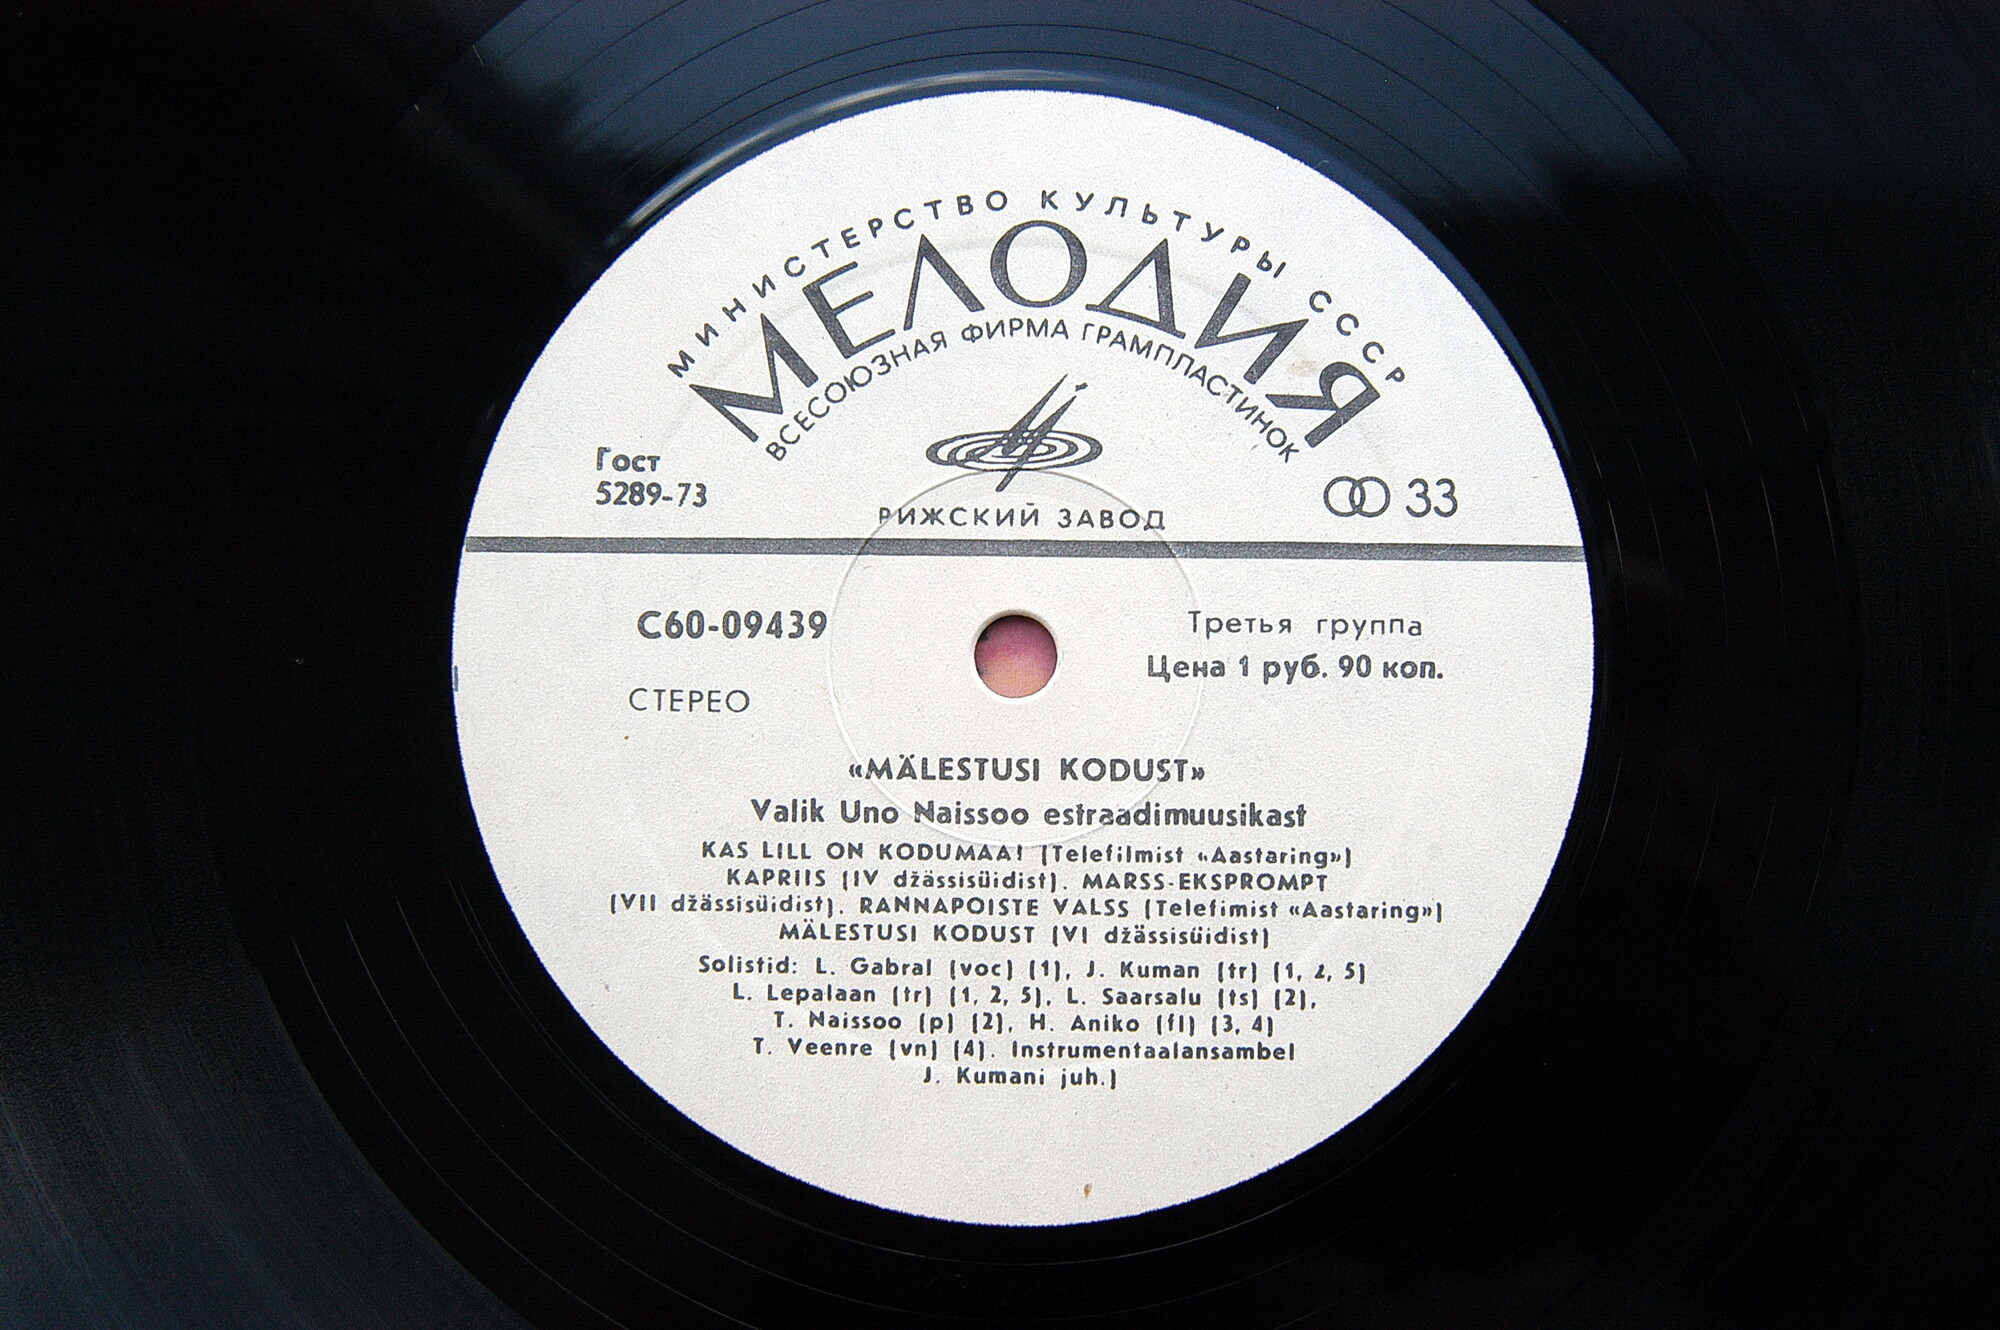 МИНИСТЕРСТВО КУЛЬТУРЫ СССР
МЕЛОДИЯ
ВСЕСОЮЗНАЯ ФИРМА ГРАМПЛАСТИНОК
Гост
5289-73
33
РИЖСКИЙ ЗАВОД
С60-09439
Третья группа
Цена 1 руб. 90 коп.
СТЕРЕО
«MÄLESTUSI KODUST»
Valik Uno Naissoo estraadimuusikast
KAS LILL ON KODUMAA! (Telefilmist «Aastaring»)
KAPRIIS (IV džässisüidist). MARSS-EKSPROMPT
(VII džässisüidist). RANNAPOISTE VALSS (Telefimist «Aastaring»)
MÄLESTUSI KODUST (VI džässisüidist)
Solistid: L. Gabral (voc) (1), J. Kuman (tr) (1, 2, 5)
L. Lepalaan (tr) (1, 2, 5), L. Saarsalu (ts) (2),
T. Naissoo (p) (2), H. Aniko (fl) (3, 4)
T. Veenre (vn) (4). Instrumentaalansambel
J. Kumani juh.)